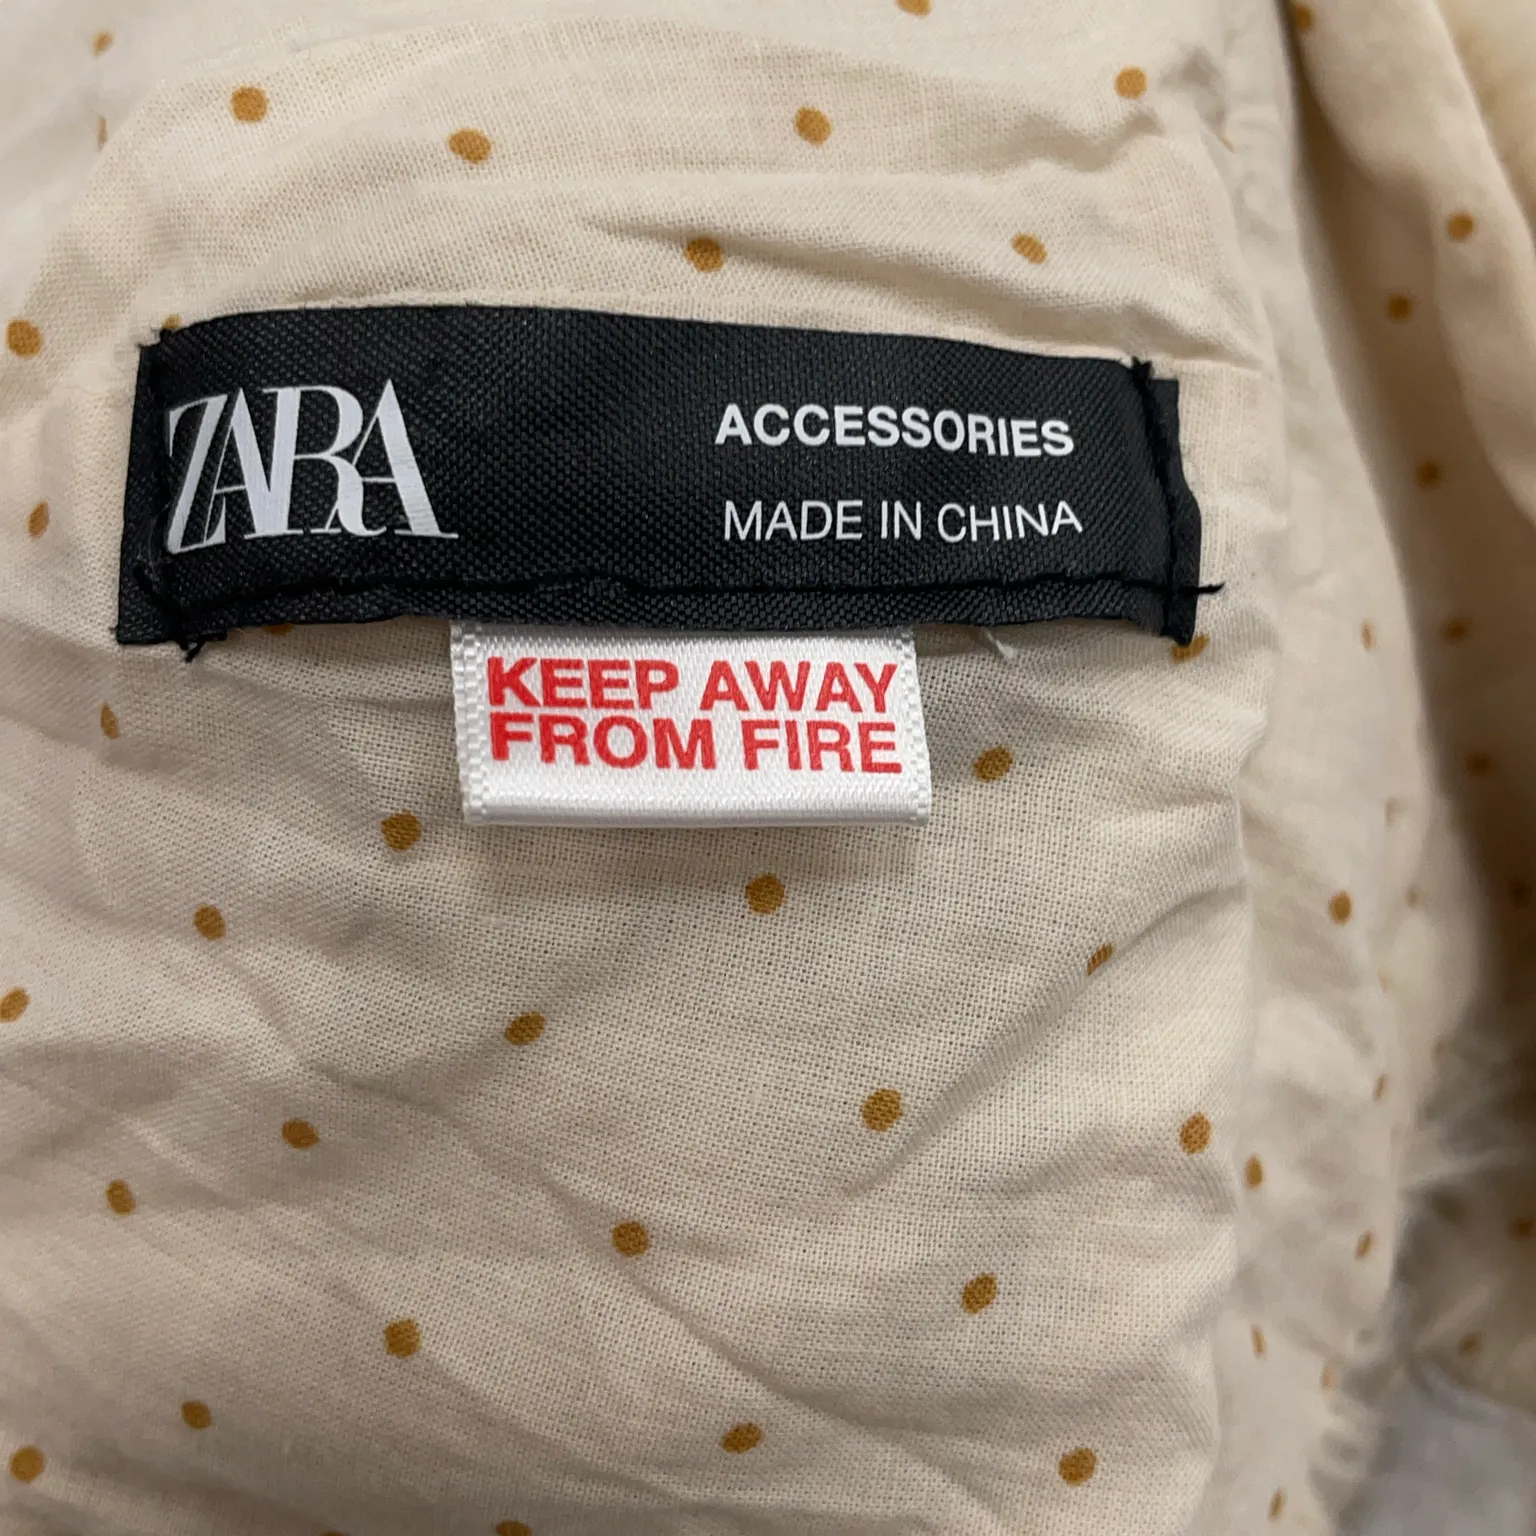 ZARA
ACCESSORIES
MADE IN CHINA
KEEP AWAY
FROM FIRE